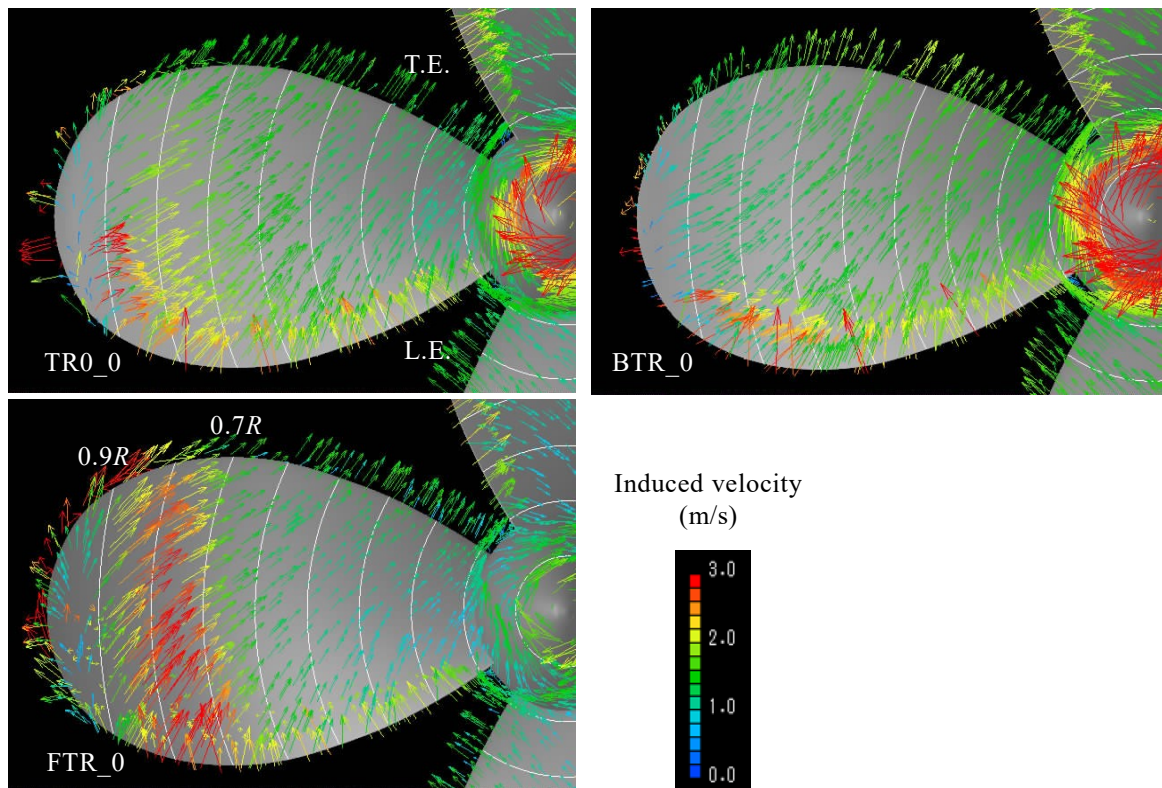 T.E.
L.E.
TR0_0
BTR_0
0.7R
0.9R
FTR_0
Induced velocity
(m/s)
3.0
2.0
1.0
0.0